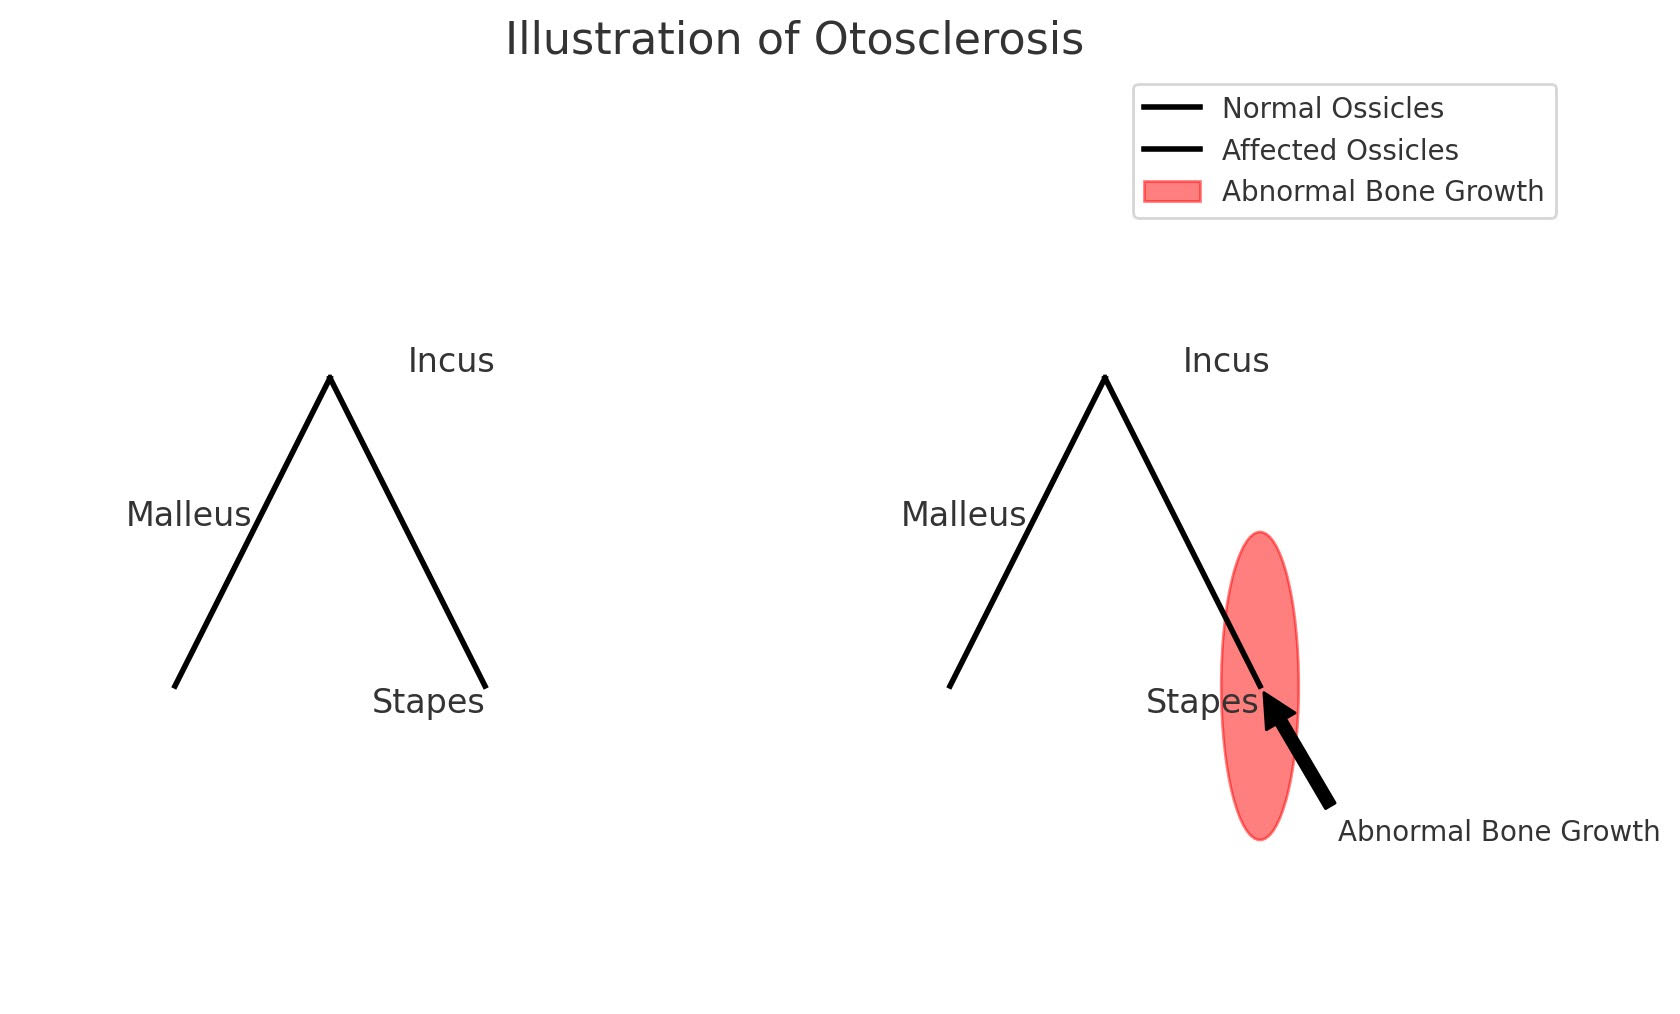 Illustration of Otosclerosis
Normal Ossicles
Affected Ossicles
Abnormal Bone Growth
Incus
Incus
Malleus
Malleus
Stapes
Stapes
Abnormal Bone Growth